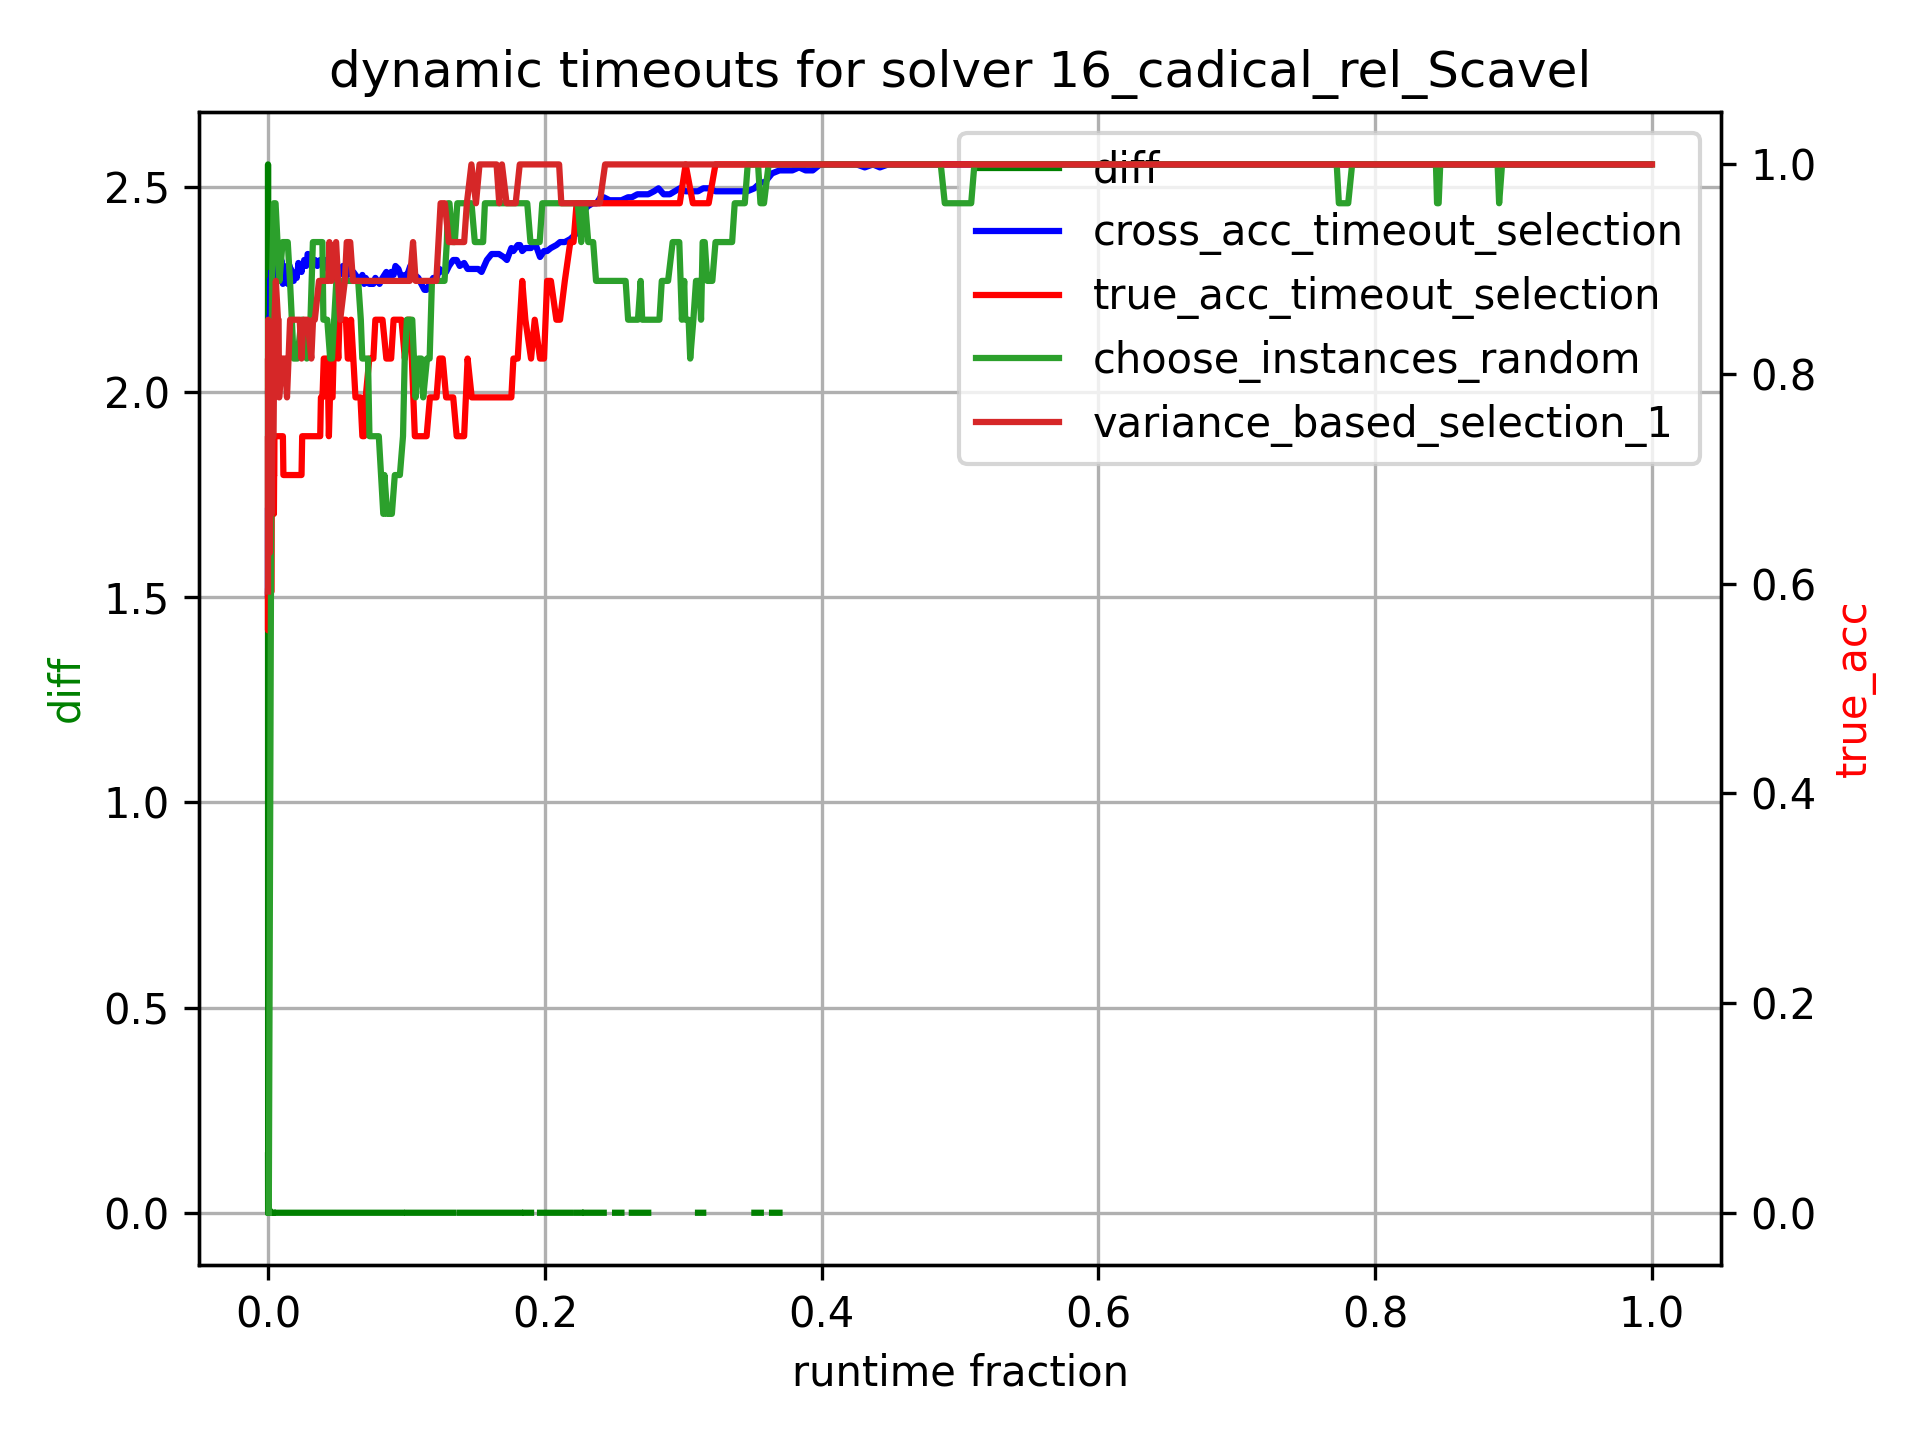 dynamic timeouts for solver 16_cadical_rel_Scavel
diff
cross_acc_timeout_selection
true_acc_timeout_selection
choose_instances_random
variance_based_selection_1
2.5
2.0
1.5
1.0
0.5
0.0
diff
1.0
0.8
0.6
0.4
0.2
0.0
true_acc
0.0 0.2 0.4 0.6 0.8 1.0
runtime fraction